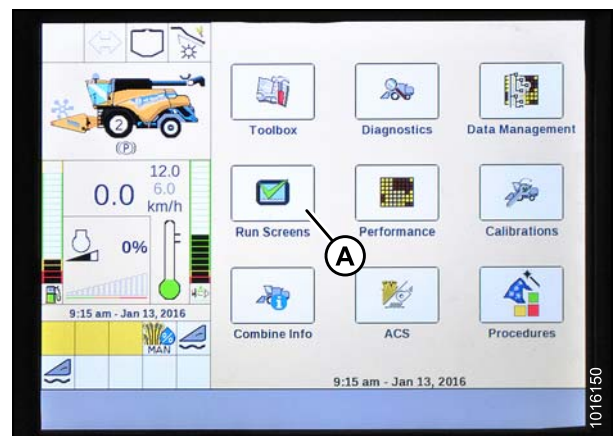 Toolbox
Diagnostics
Data Management
2
(P)
12.0
6.0
0.0
km/h
0%
9:15 am - Jan 13, 2016
MAN
%
Run Screens
Performance
Calibrations
A
Combine Info
ACS
Procedures
9:15 am - Jan 13, 2016
1016150